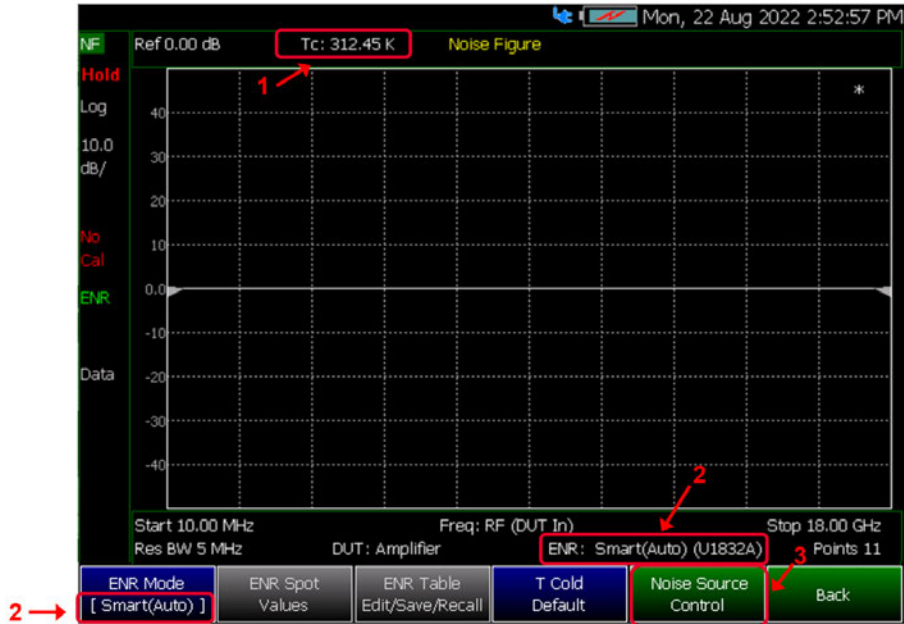 Mon, 22 Aug 2022 2:52:57 PM
NF Ref 0.00 dB Tc: 312.45 K Noise Figure
1
Hold
Log
10.0
dB/
No
Cal
ENR
Data
*
40
30
20
10
0.0
-10
-20
-30
-40
2
Start 10.00 MHz Freq: RF (DUT In) Stop 18.00 GHz
Res BW 5 MHz DUT: Amplifier ENR: Smart(Auto) (U1832A) Points 11
3
ENR Mode ENR Spot ENR Table T Cold Noise Source Back
2 [ Smart(Auto) ] Values Edit/Save/Recall Default Control